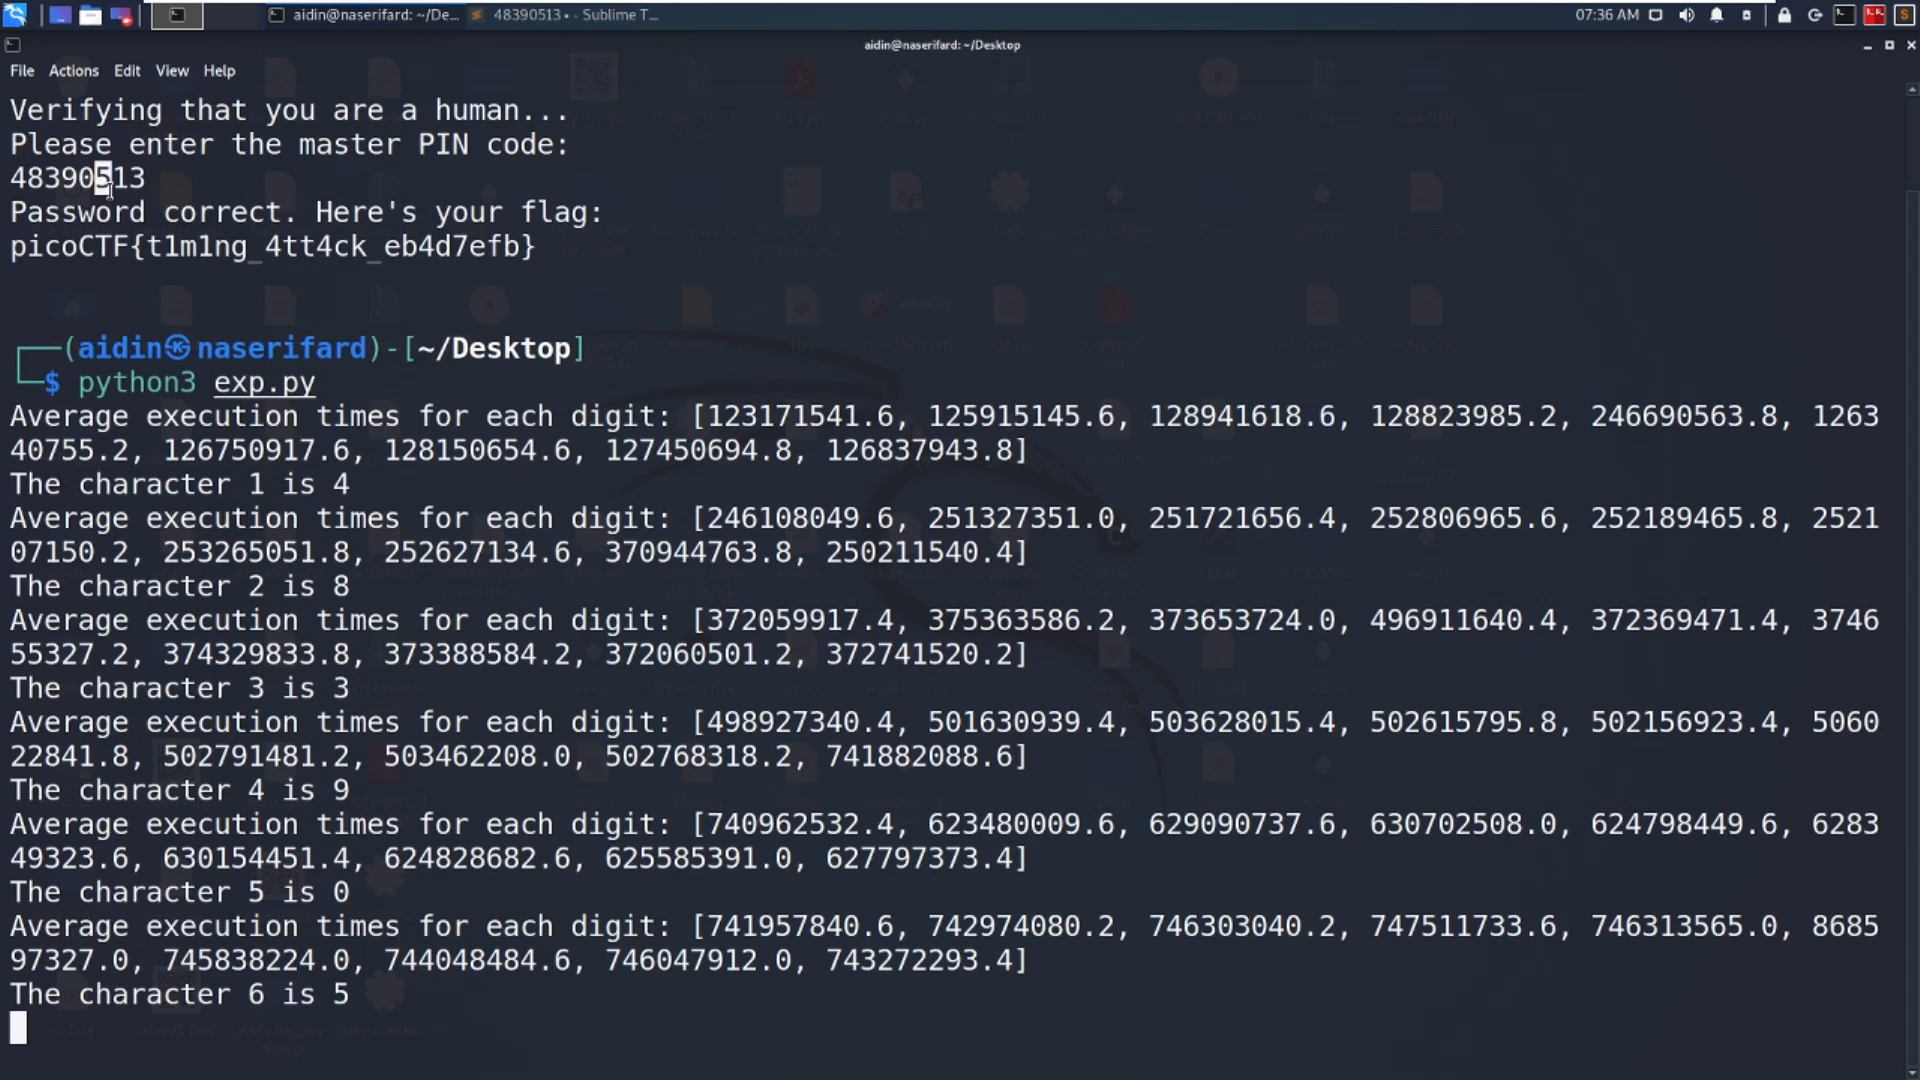 aidin@naserifard: ~/De...
48390513• - Sublime T...
07:36 AM
aidin@naserifard: ~/Desktop
File Actions Edit View Help
Verifying that you are a human...
Please enter the master PIN code:
48390513
Password correct. Here's your flag:
picoCTF{t1m1ng_4tt4ck_eb4d7efb}
(aidin㉿naserifard)-[~/Desktop]
$ python3 exp.py
Average execution times for each digit: [123171541.6, 125915145.6, 128941618.6, 128823985.2, 246690563.8, 1263
40755.2, 126750917.6, 128150654.6, 127450694.8, 126837943.8]
The character 1 is 4
Average execution times for each digit: [246108049.6, 251327351.0, 251721656.4, 252806965.6, 252189465.8, 2521
07150.2, 253265051.8, 252627134.6, 370944763.8, 250211540.4]
The character 2 is 8
Average execution times for each digit: [372059917.4, 375363586.2, 373653724.0, 496911640.4, 372369471.4, 3746
55327.2, 374329833.8, 373388584.2, 372060501.2, 372741520.2]
The character 3 is 3
Average execution times for each digit: [498927340.4, 501630939.4, 503628015.4, 502615795.8, 502156923.4, 5060
22841.8, 502791481.2, 503462208.0, 502768318.2, 741882088.6]
The character 4 is 9
Average execution times for each digit: [740962532.4, 623480009.6, 629090737.6, 630702508.0, 624798449.6, 6283
49323.6, 630154451.4, 624828682.6, 625585391.0, 627797373.4]
The character 5 is 0
Average execution times for each digit: [741957840.6, 742974080.2, 746303040.2, 747511733.6, 746313565.0, 8685
97327.0, 745838224.0, 744048484.6, 746047912.0, 743272293.4]
The character 6 is 5